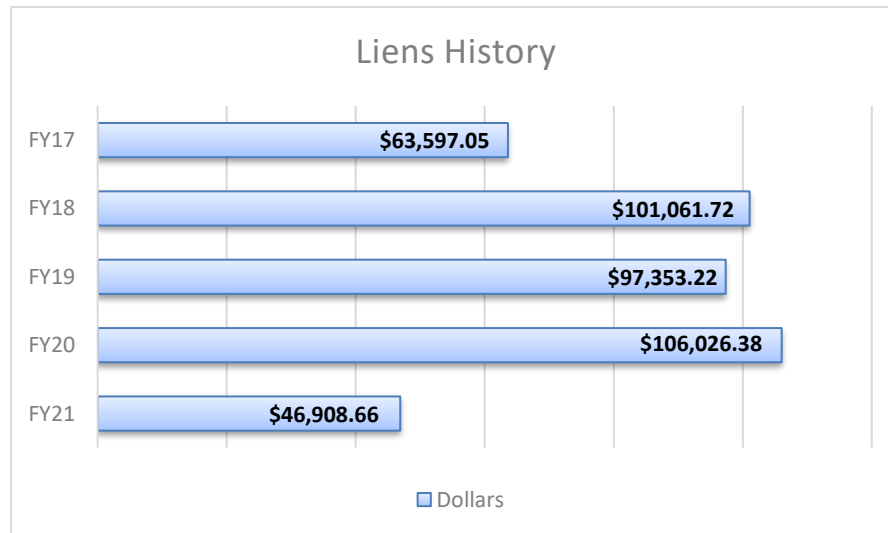 Liens History
FY17
$63,597.05
FY18
$101,061.72
FY19
$97,353.22
FY20
$106,026.38
FY21
$46,908.66
Dollars